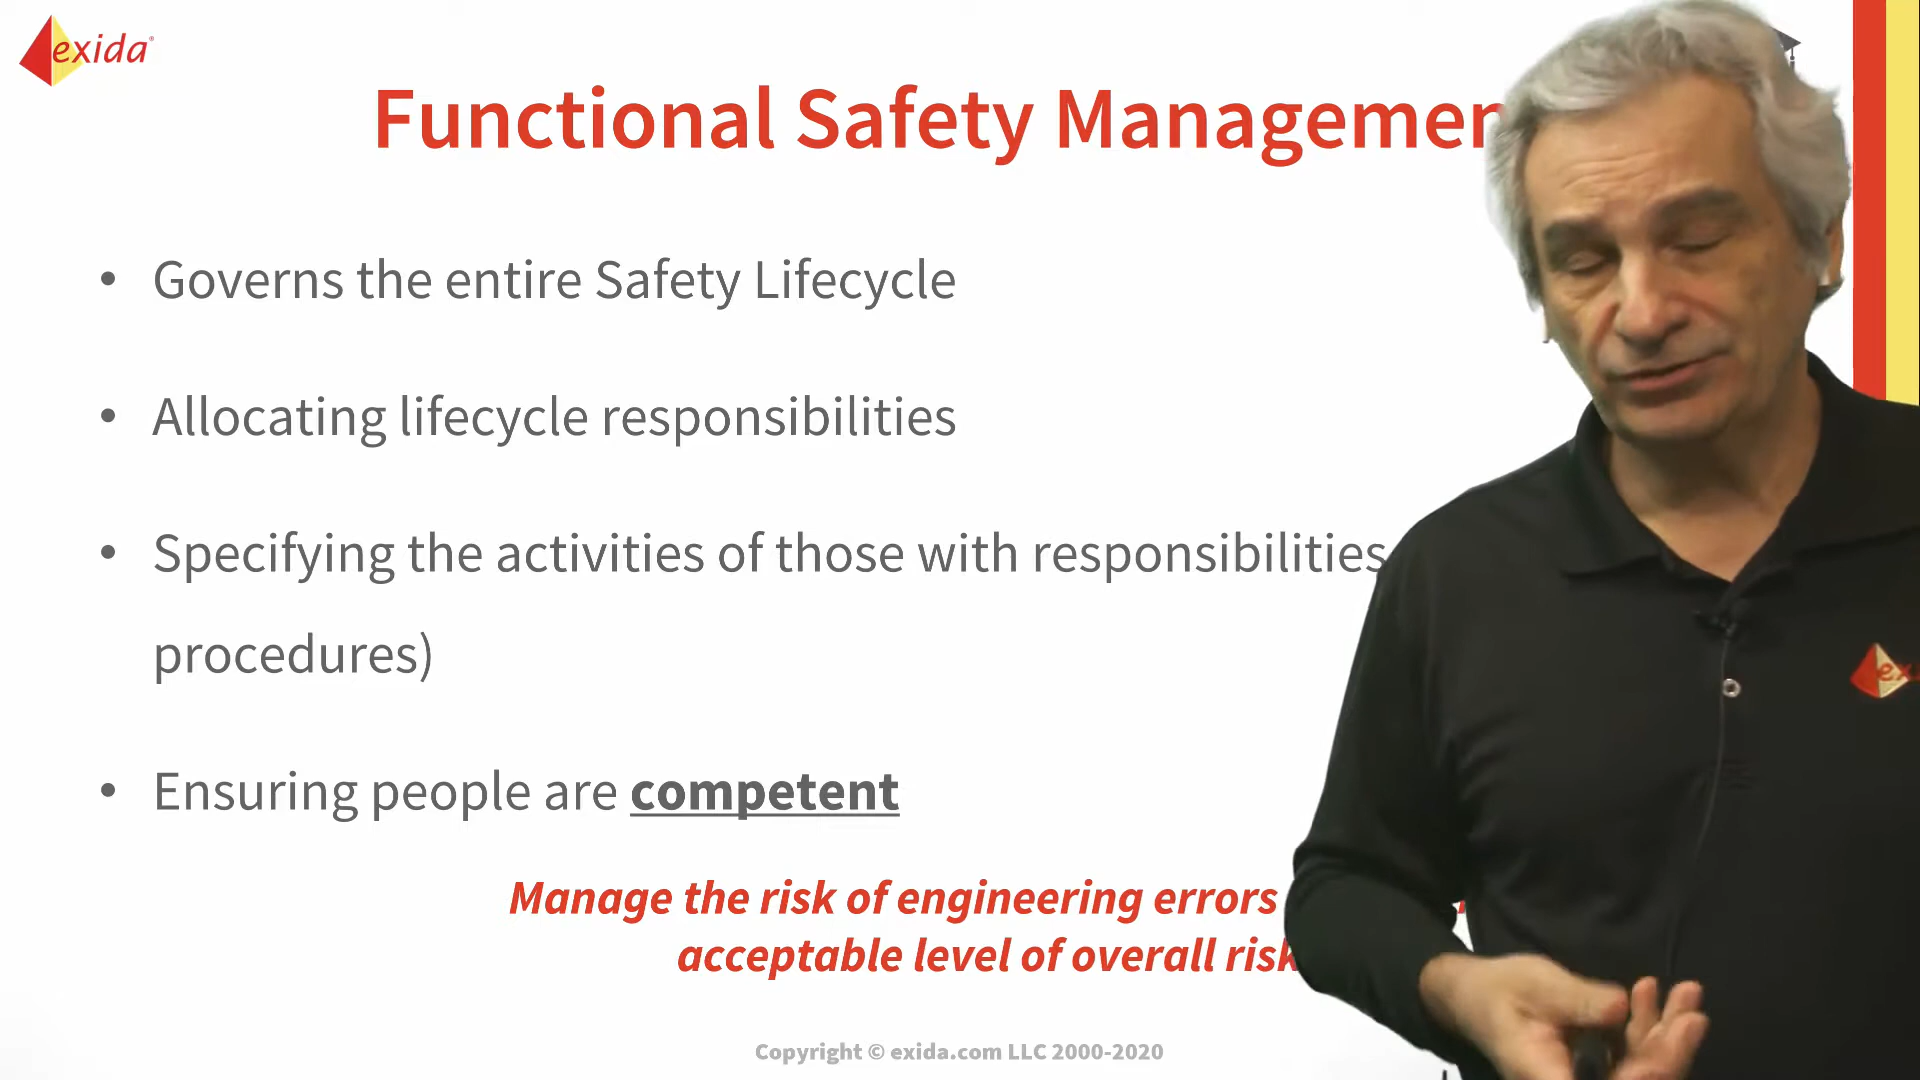 exida
Functional Safety
• Governs the entire Safety Lifecycle
• Allocating lifecycle responsibilities
• Specifying the activities of those with responsibilities
procedures)
• Ensuring people are competent
Manage the risk of engineering errors
acceptable level of overall risk
Copyright © exida.com LLC 2000-2020